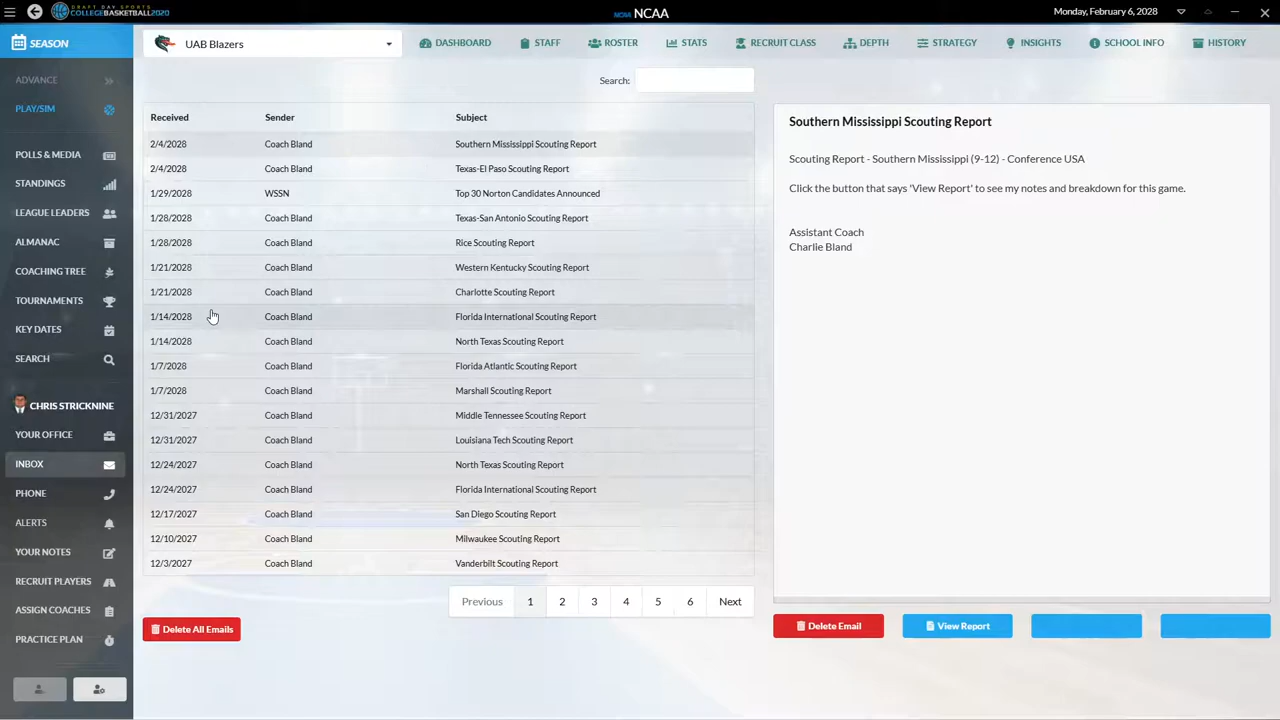 DRAFT DAY SPORTS
COLLEGE BASKETBALL 2020
NCAA NCAA
Monday, February 6, 2028
SEASON
UAB Blazers
DASHBOARD
STAFF
ROSTER
STATS
RECRUIT CLASS
DEPTH
STRATEGY
INSIGHTS
SCHOOL INFO
HISTORY
ADVANCE
PLAY/SIM
POLLS & MEDIA
STANDINGS
LEAGUE LEADERS
ALMANAC
COACHING TREE
TOURNAMENTS
KEY DATES
SEARCH
CHRIS STRICKNINE
YOUR OFFICE
INBOX
PHONE
ALERTS
YOUR NOTES
RECRUIT PLAYERS
ASSIGN COACHES
PRACTICE PLAN
Search:
Received Sender Subject
2/4/2028 Coach Bland Southern Mississippi Scouting Report
2/4/2028 Coach Bland Texas-El Paso Scouting Report
1/29/2028 WSSN Top 30 Norton Candidates Announced
1/28/2028 Coach Bland Texas-San Antonio Scouting Report
1/28/2028 Coach Bland Rice Scouting Report
1/21/2028 Coach Bland Western Kentucky Scouting Report
1/21/2028 Coach Bland Charlotte Scouting Report
1/14/2028 Coach Bland Florida International Scouting Report
1/14/2028 Coach Bland North Texas Scouting Report
1/7/2028 Coach Bland Florida Atlantic Scouting Report
1/7/2028 Coach Bland Marshall Scouting Report
12/31/2027 Coach Bland Middle Tennessee Scouting Report
12/31/2027 Coach Bland Louisiana Tech Scouting Report
12/24/2027 Coach Bland North Texas Scouting Report
12/24/2027 Coach Bland Florida International Scouting Report
12/17/2027 Coach Bland San Diego Scouting Report
12/10/2027 Coach Bland Milwaukee Scouting Report
12/3/2027 Coach Bland Vanderbilt Scouting Report
Previous 1 2 3 4 5 6 Next
Delete All Emails
Southern Mississippi Scouting Report
Scouting Report - Southern Mississippi (9-12) - Conference USA
Click the button that says 'View Report' to see my notes and breakdown for this game.
Assistant Coach
Charlie Bland
Delete Email
View Report